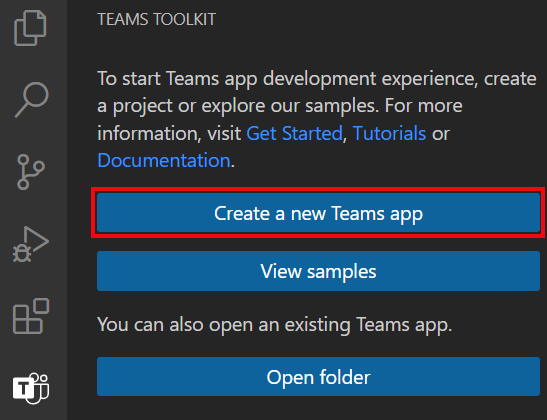 TEAMS TOOLKIT
To start Teams app development experience, create
a project or explore our samples. For more
information, visit Get Started, Tutorials or
Documentation.
Create a new Teams app
View samples
You can also open an existing Teams app.
Open folder
T